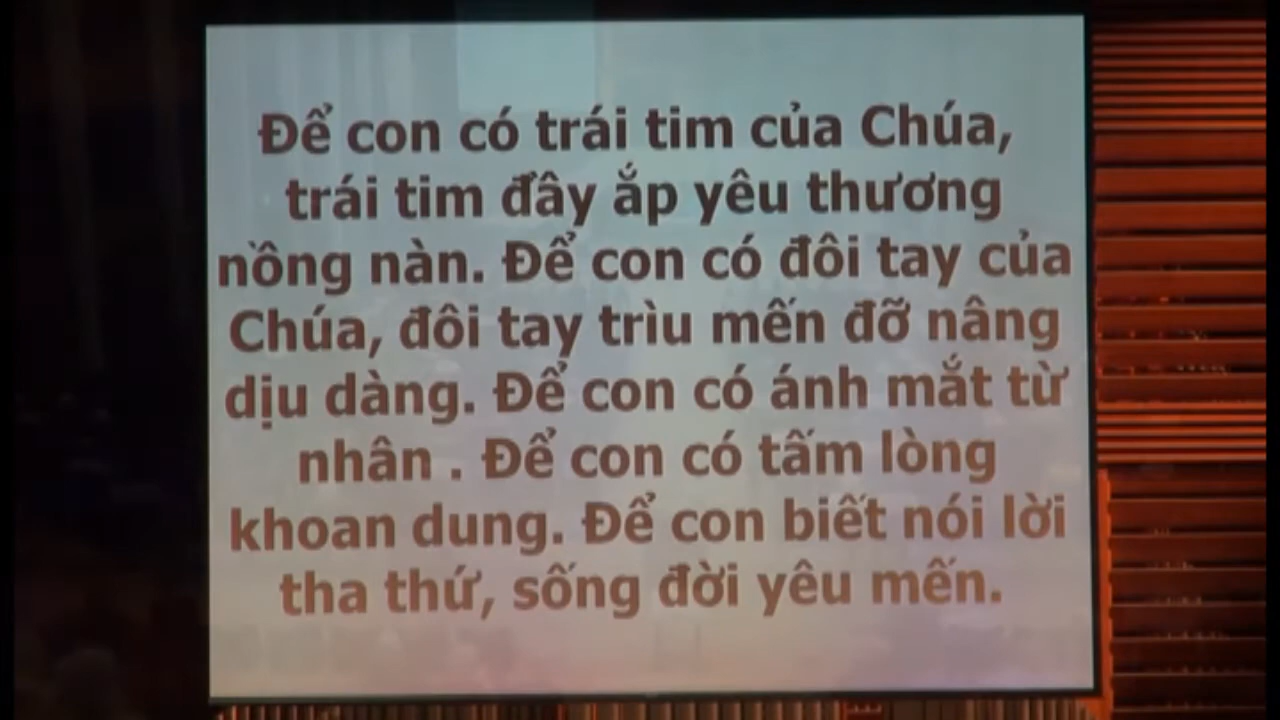 Để con có trái tim của Chúa,
trái tim đây ắp yêu thương
nồng nàn. Để con có đôi tay của
Chúa, đôi tay trìu mến đỡ nâng
dịu dàng. Để con có ánh mắt từ
nhân . Để con có tấm lòng
khoan dung. Để con biết nói lời
tha thứ, sống đời yêu mến.